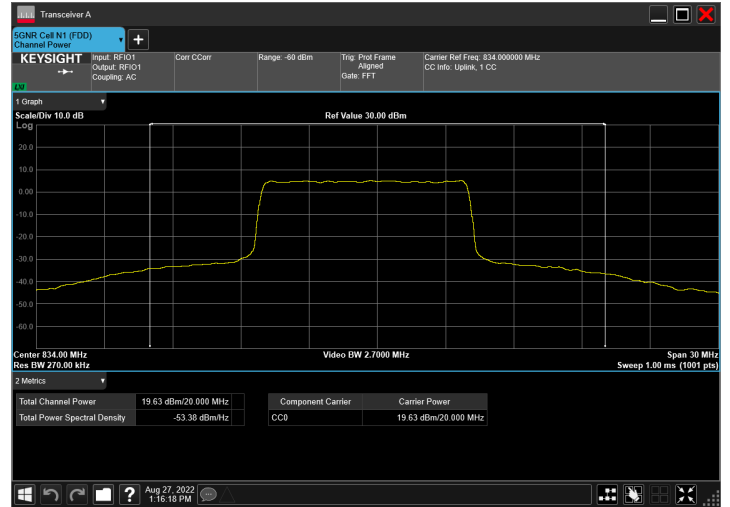 Transceiver A
5GNR Cell N1 (FDD)
Channel Power
KEYSIGHT
LXI
Input: RFIO1
Output: RFIO1
Coupling: AC
Corr CCorr
Range: -60 dBm
Trig: Prot Frame
Aligned
Gate: FFT
Carrier Ref Freq: 834.000000 MHz
CC Info: Uplink, 1 CC
1 Graph
Scale/Div 10.0 dB
Ref Value 30.00 dBm
Log
20.0
10.0
0.00
-10.0
-20.0
-30.0
-40.0
-50.0
-60.0
Center 834.00 MHz
Video BW 2.7000 MHz
Span 30 MHz
Res BW 270.00 kHz
Sweep 1.00 ms (1001 pts)
2 Metrics
Total Channel Power 19.63 dBm/20.000 MHz
Total Power Spectral Density -53.38 dBm/Hz
Component Carrier Carrier Power
CC0 19.63 dBm/20.000 MHz
Aug 27, 2022
1:16:18 PM